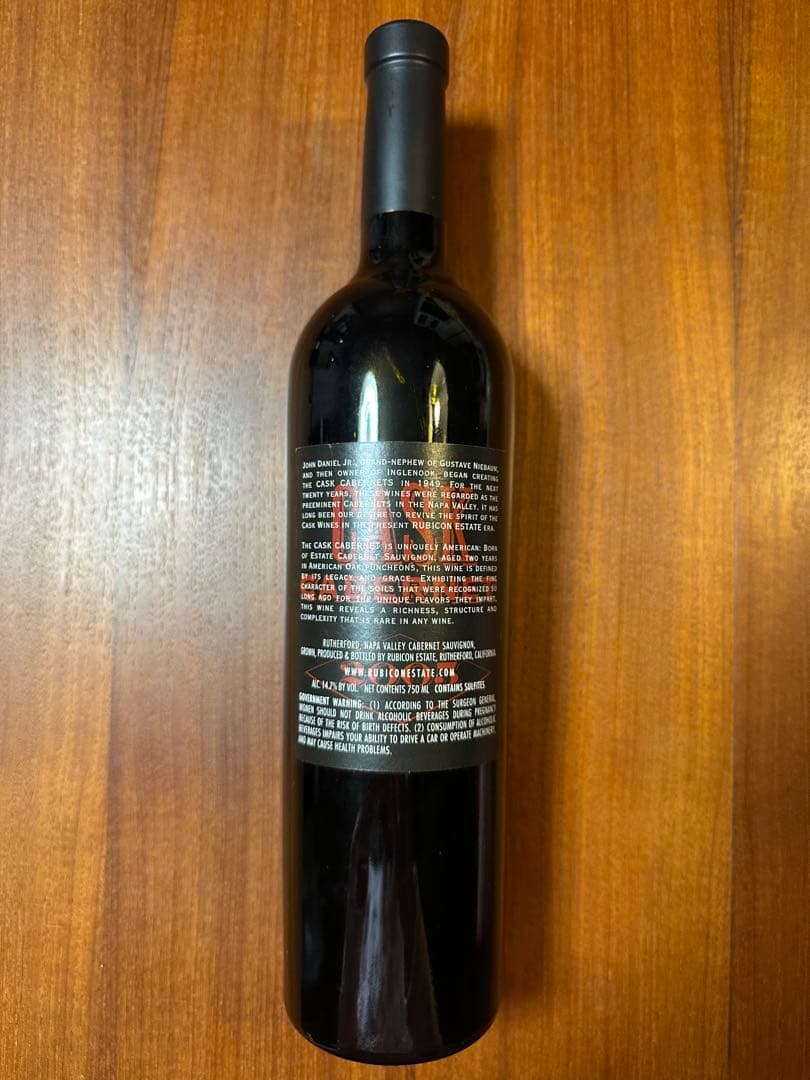 JOHN DANIEL JR., GRAND-NEPHEW OF GUSTAVE NIEBAUM,
AND THEN OWNER OF INGLENOOK, BEGAN CREATING
THE CASK CABERNETS IN 1949. FOR THE NEXT
TWENTY YEARS, THESE WINES WERE REGARDED AS THE
PREEMINENT CABERNETS IN THE NAPA VALLEY. IT HAS
LONG BEEN OUR DESIRE TO REVIVE THE SPIRIT OF THE
CASK WINES IN THE PRESENT RUBICON ESTATE ERA.
CASK
THE CASK CABERNET IS UNIQUELY AMERICAN: BORN
OF ESTATE CABERNET SAUVIGNON, AGED TWO YEARS
IN AMERICAN OAK PUNCHEONS, THIS WINE IS DEFINED
BY ITS LEGACY AND GRACE. EXHIBITING THE FINE
CHARACTER OF THE SOILS THAT WERE RECOGNIZED SO
LONG AGO FOR THE UNIQUE FLAVORS THEY IMPART,
THIS WINE REVEALS A RICHNESS, STRUCTURE AND
COMPLEXITY THAT IS RARE IN ANY WINE.
RUTHERFORD, NAPA VALLEY CABERNET SAUVIGNON,
GROWN, PRODUCED & BOTTLED BY RUBICON ESTATE, RUTHERFORD, CALIFORNIA
WWW.RUBICONESTATE.COM
2005
ALC. 14.7% BY VOL. NET CONTENTS 750 ML CONTAINS SULFITES
GOVERNMENT WARNING: (1) ACCORDING TO THE SURGEON GENERAL,
WOMEN SHOULD NOT DRINK ALCOHOLIC BEVERAGES DURING PREGNANCY
BECAUSE OF THE RISK OF BIRTH DEFECTS. (2) CONSUMPTION OF ALCOHOLIC
BEVERAGES IMPAIRS YOUR ABILITY TO DRIVE A CAR OR OPERATE MACHINERY,
AND MAY CAUSE HEALTH PROBLEMS.